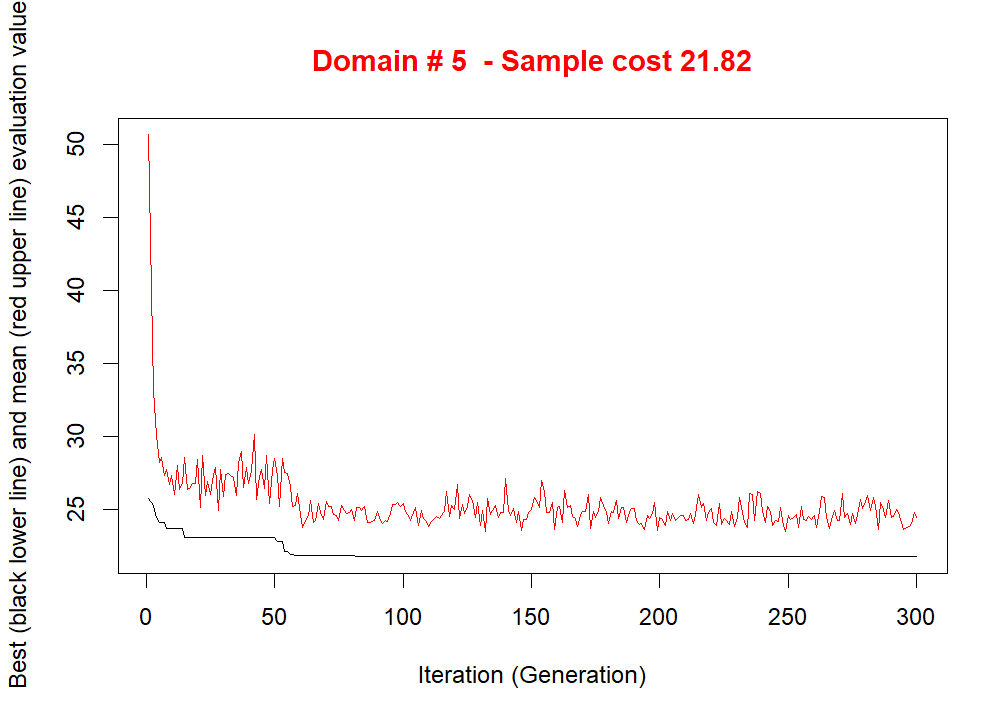 Domain # 5  - Sample cost 21.82
Best (black lower line) and mean (red upper line) evaluation value
50
45
40
35
30
25
0 50 100 150 200 250 300
Iteration (Generation)